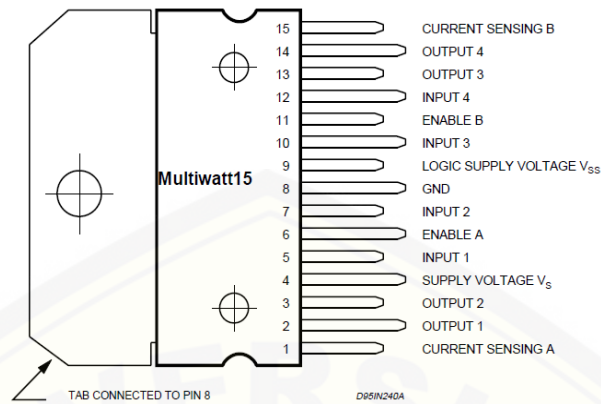 15 CURRENT SENSING B
14 OUTPUT 4
13 OUTPUT 3
12 INPUT 4
11 ENABLE B
10 INPUT 3
9 LOGIC SUPPLY VOLTAGE VSS
Multiwatt15
8 GND
7 INPUT 2
6 ENABLE A
5 INPUT 1
4 SUPPLY VOLTAGE VS
3 OUTPUT 2
2 OUTPUT 1
1 CURRENT SENSING A
TAB CONNECTED TO PIN 8
D95IN240A